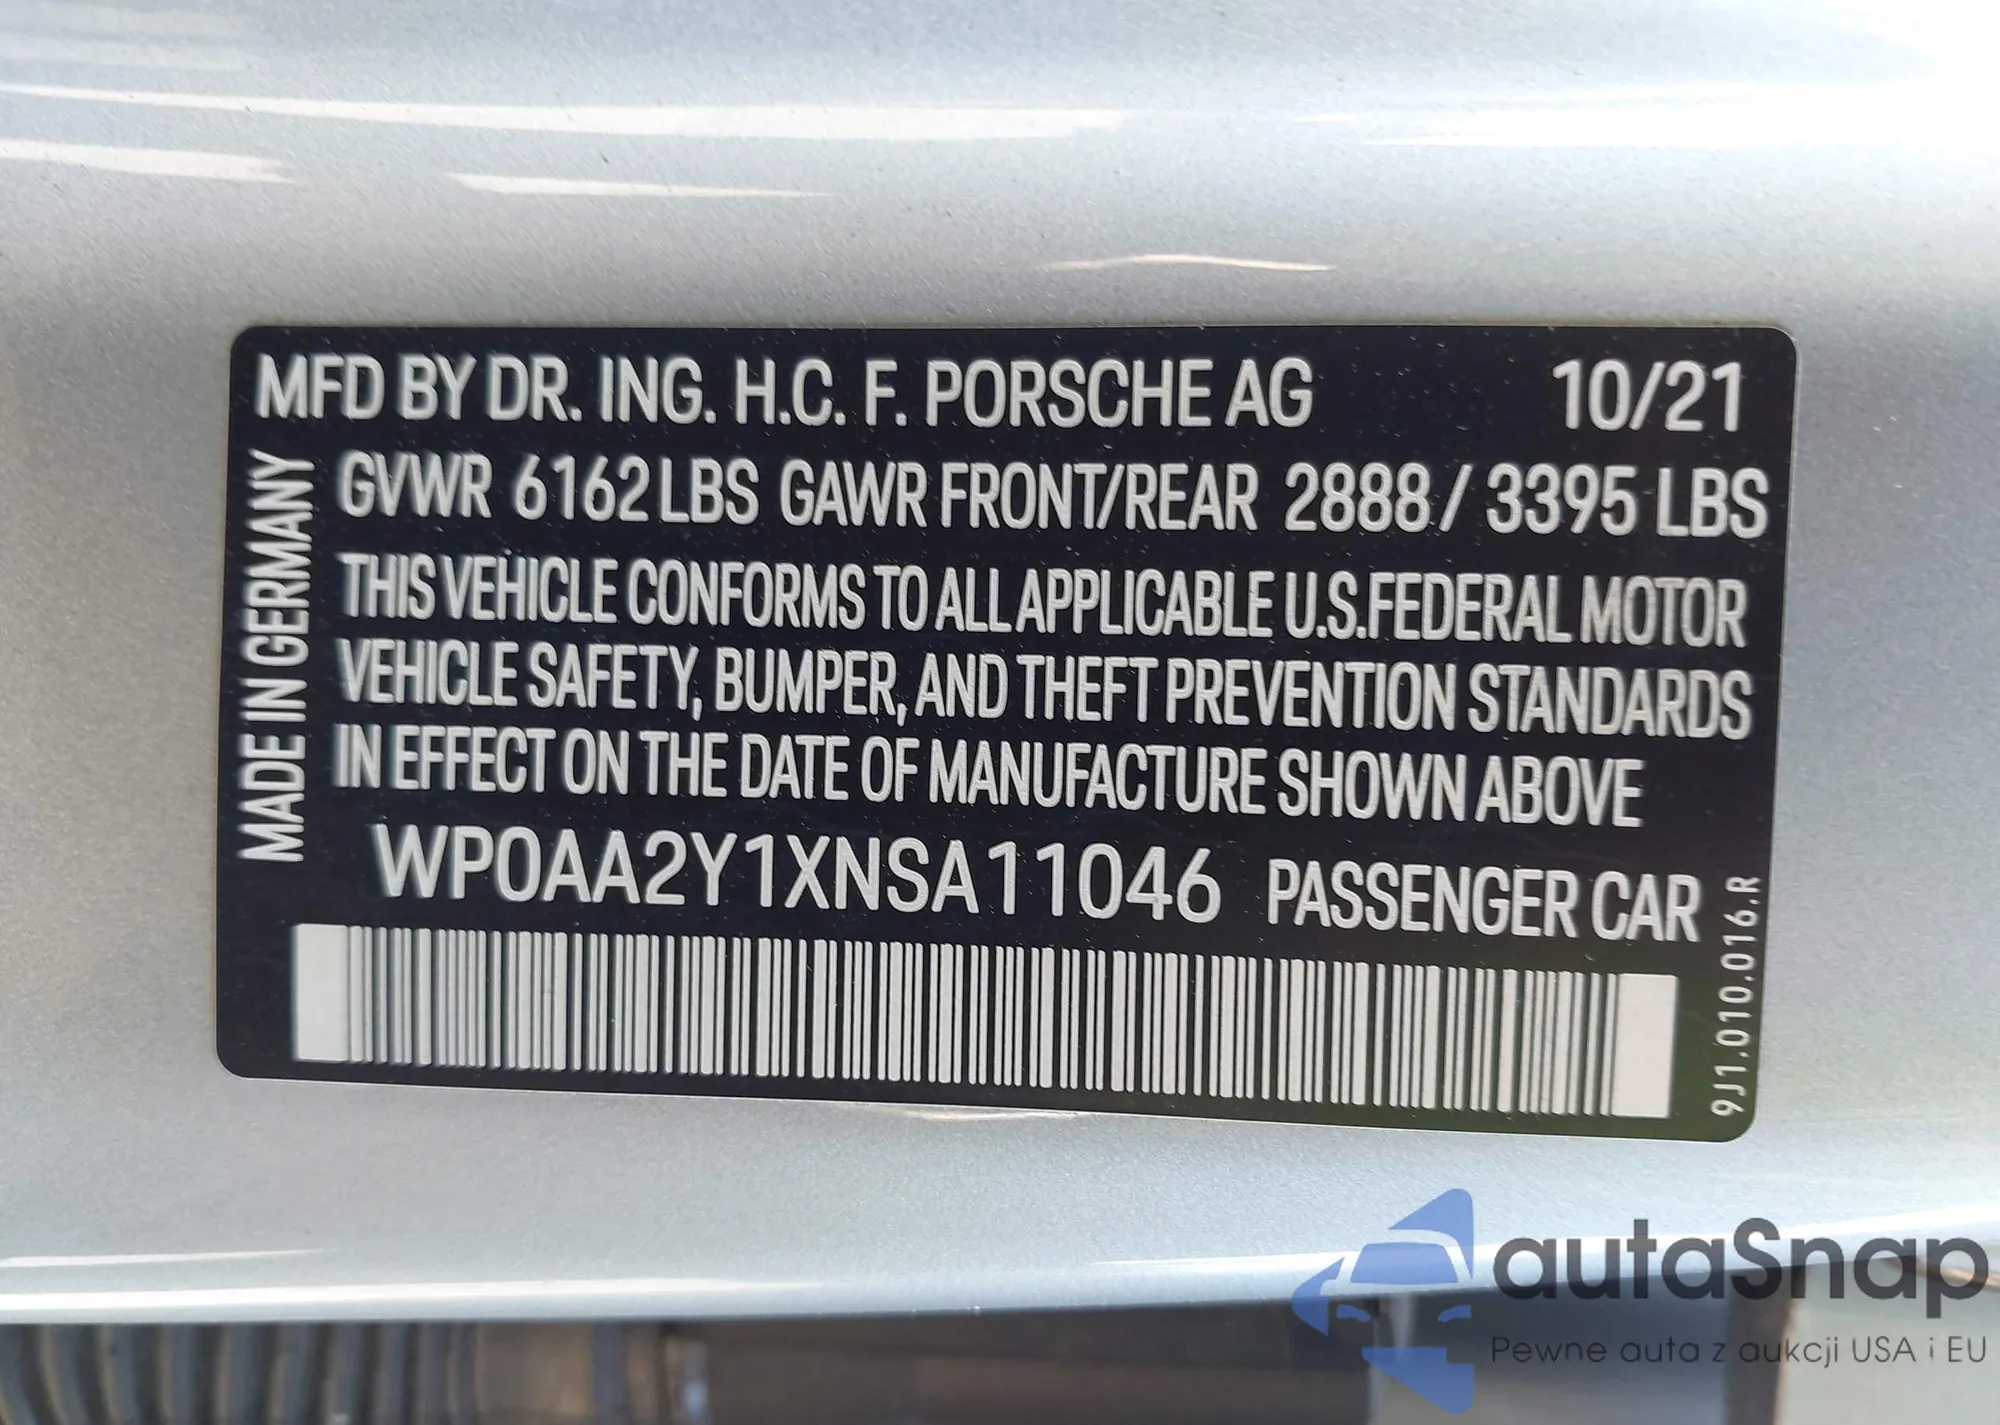 MFD BY DR. ING. H.C. F. PORSCHE AG 10/21
GVWR 6162 LBS GAWR FRONT/REAR 2888 / 3395 LBS
THIS VEHICLE CONFORMS TO ALL APPLICABLE U.S.FEDERAL MOTOR
VEHICLE SAFETY, BUMPER, AND THEFT PREVENTION STANDARDS
IN EFFECT ON THE DATE OF MANUFACTURE SHOWN ABOVE
WP0AA2Y1XNSA11046 PASSENGER CAR
MADE IN GERMANY
9J1.010.016.R
autaSnap
Pewne auta z aukcji USA i EU